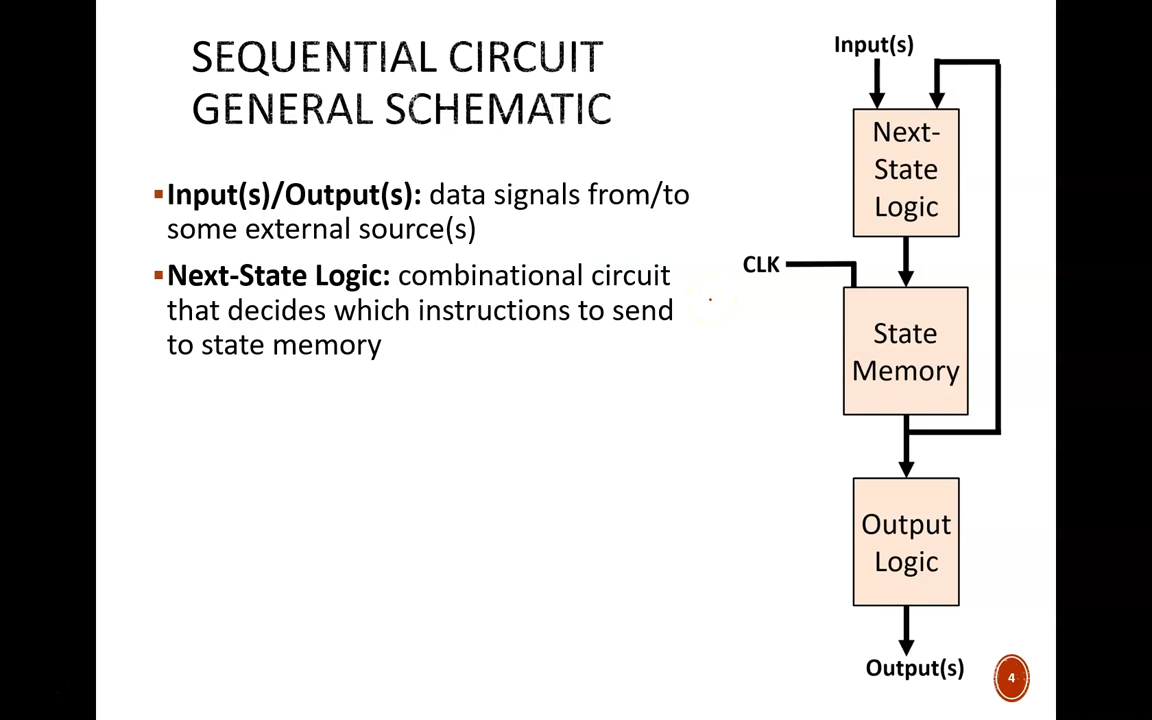 SEQUENTIAL CIRCUIT
GENERAL SCHEMATIC
Input(s)/Output(s): data signals from/to
some external source(s)
Next-State Logic: combinational circuit
that decides which instructions to send
to state memory
Input(s)
Next-
State
Logic
CLK
State
Memory
Output
Logic
Output(s)
4